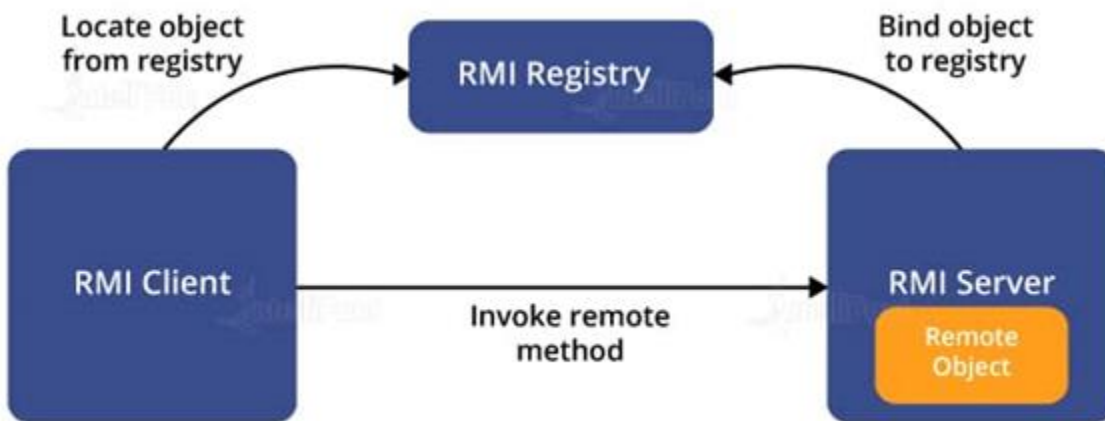 Locate object
from registry
RMI Registry
Bind object
to registry
RMI Client
Invoke remote
method
RMI Server
Remote
Object